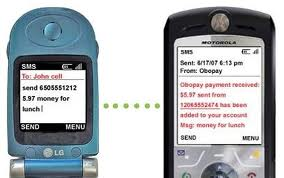 SMS
To: John cell
send 6505551212
5.97 money for
lunch
SEND MENU
LG
MOTOROLA
SMS
Sent: 6/17/07 6:13 pm
From: Obopay
Obopay payment received:
$5.97 sent from
12065552474 has been
added to your account
Msg: money for lunch
SEND MENU